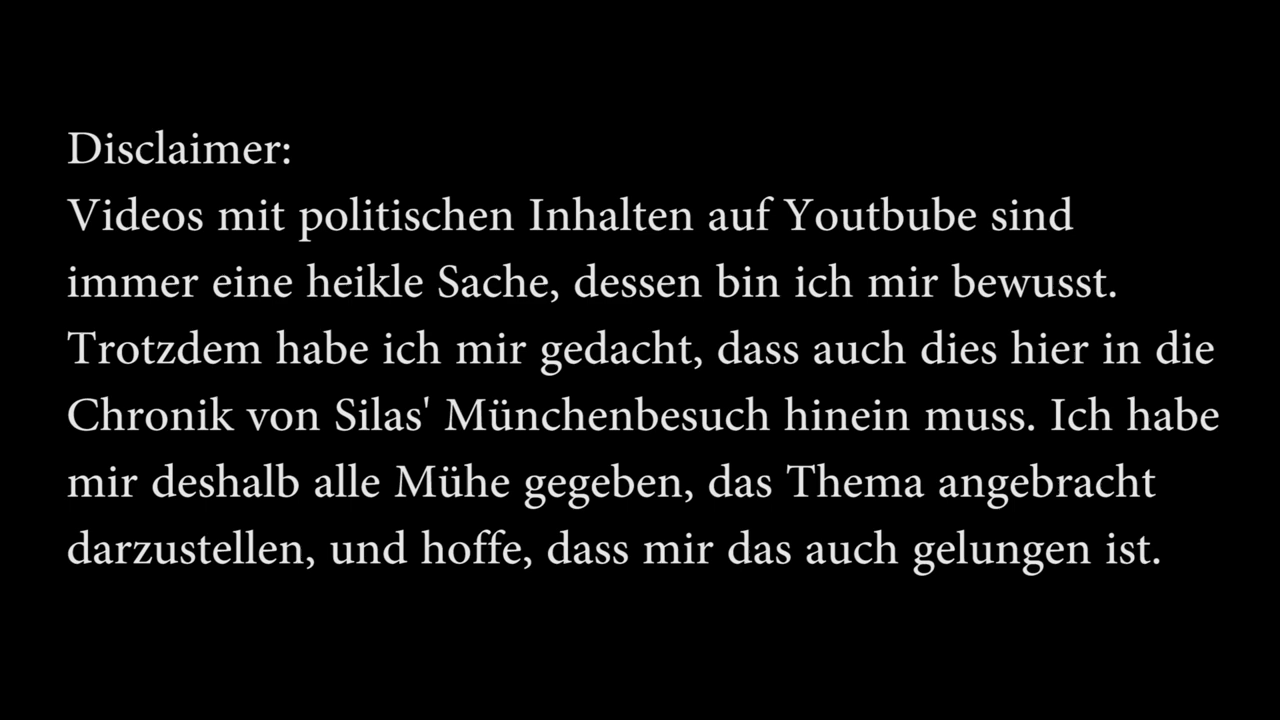 Disclaimer:
Videos mit politischen Inhalten auf Youtbube sind
immer eine heikle Sache, dessen bin ich mir bewusst.
Trotzdem habe ich mir gedacht, dass auch dies hier in die
Chronik von Silas' Münchenbesuch hinein muss. Ich habe
mir deshalb alle Mühe gegeben, das Thema angebracht
darzustellen, und hoffe, dass mir das auch gelungen ist.